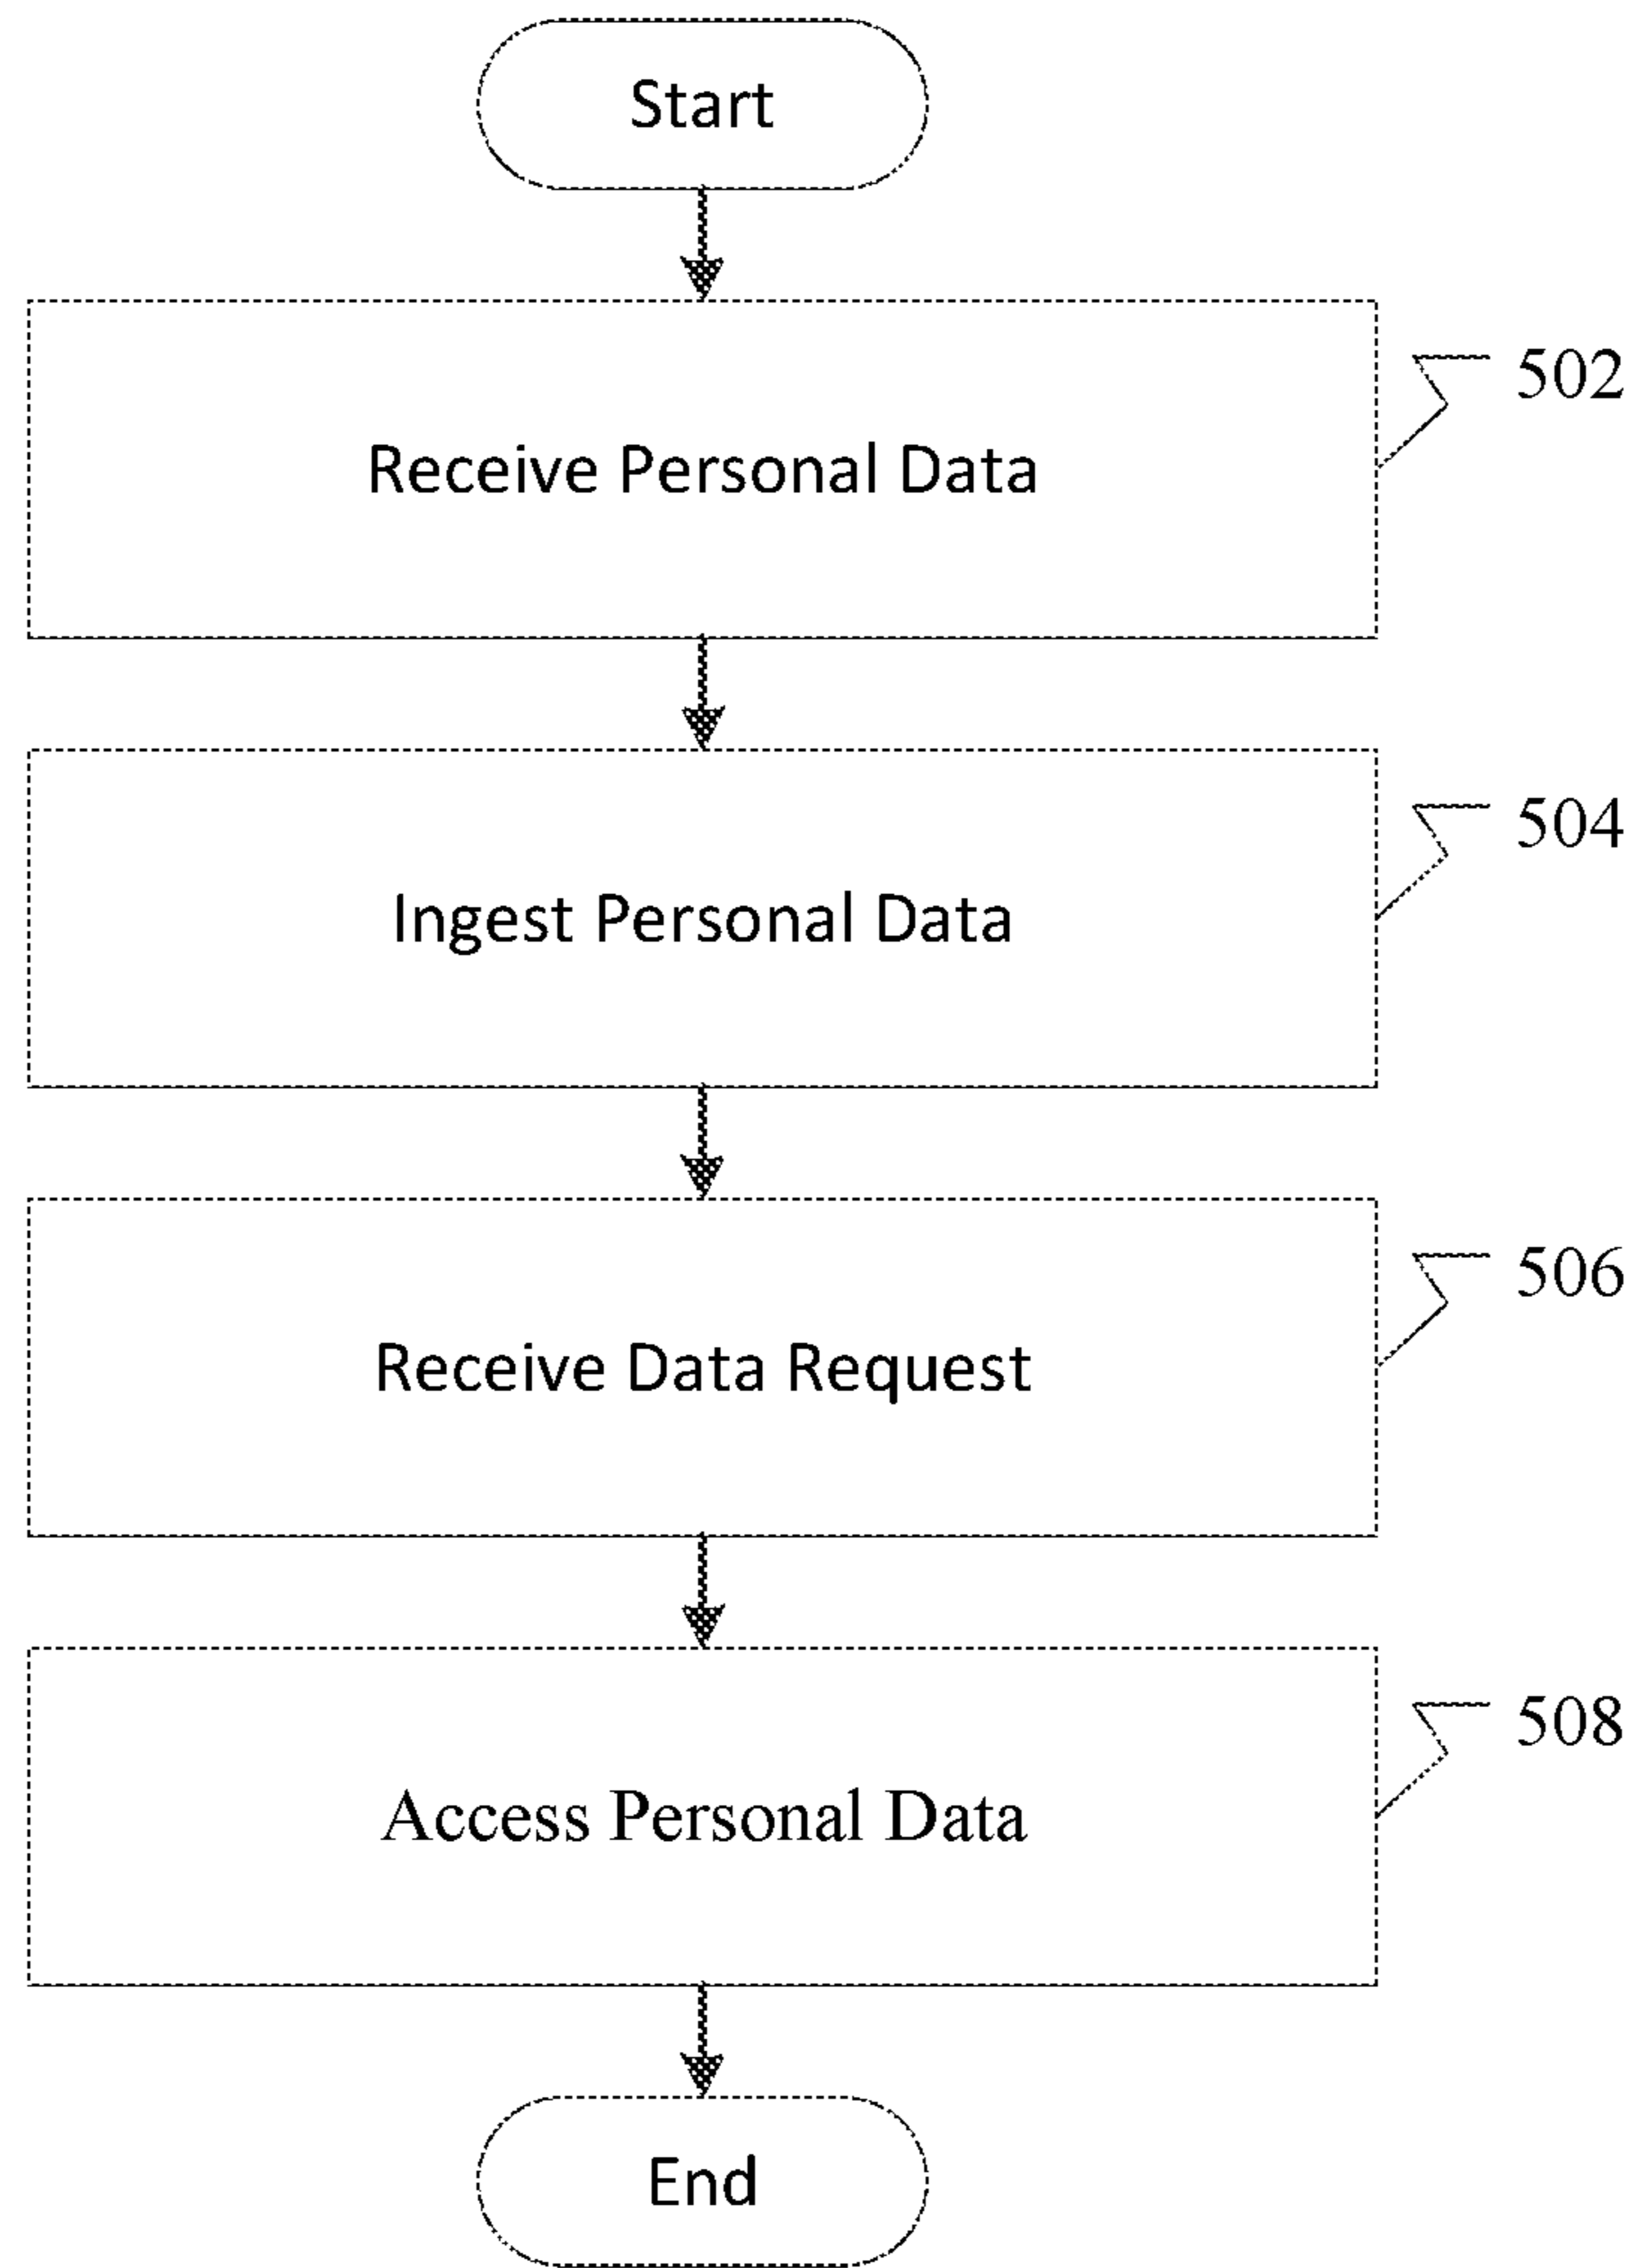 Start
502
Receive Personal Data
504
Ingest Personal Data
506
Receive Data Request
508
Access Personal Data
End